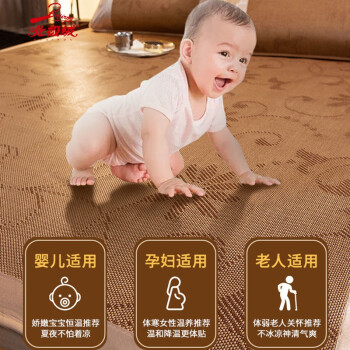 婴儿适用
娇嫩宝宝恒温推荐
夏夜不怕着凉
孕妇适用
体寒女性温养推荐
温和降温更体贴
老人适用
体弱老人关怀推荐
不冰凉神清气爽